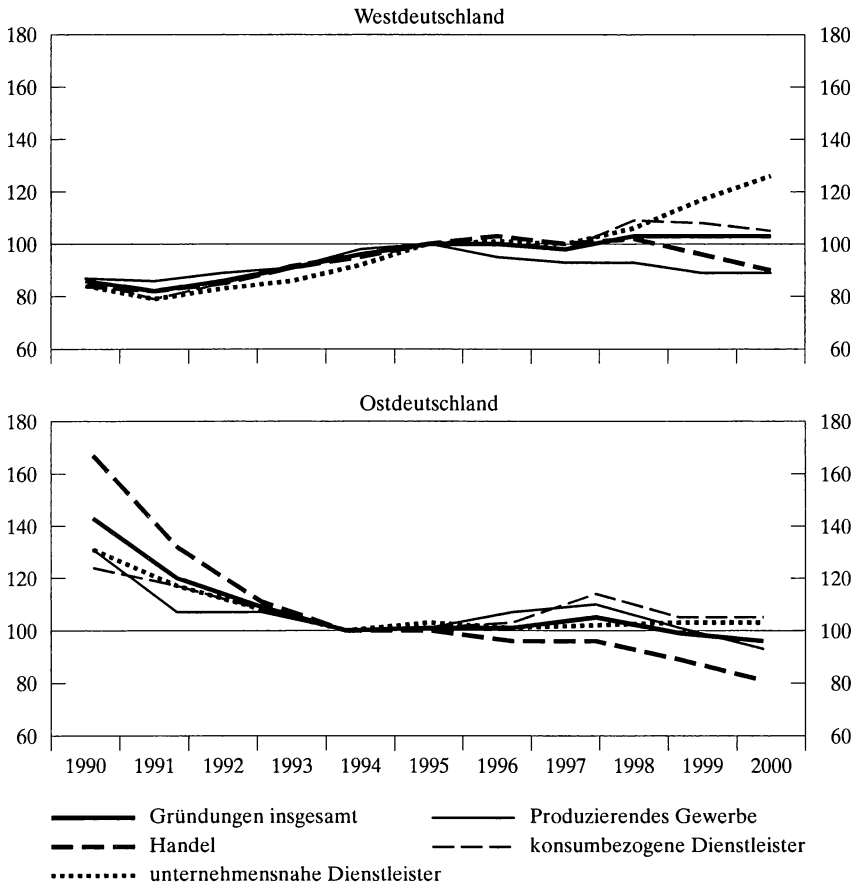 Westdeutschland
180 180
160 160
140 140
120 120
100 100
80 80
60 60
Ostdeutschland
180 180
160 160
140 140
120 120
100 100
80 80
60 60
1990 1991 1992 1993 1994 1995 1996 1997 1998 1999 2000
Gründungen insgesamt Produzierendes Gewerbe
Handel konsumbezogene Dienstleister
unternehmensnahe Dienstleister